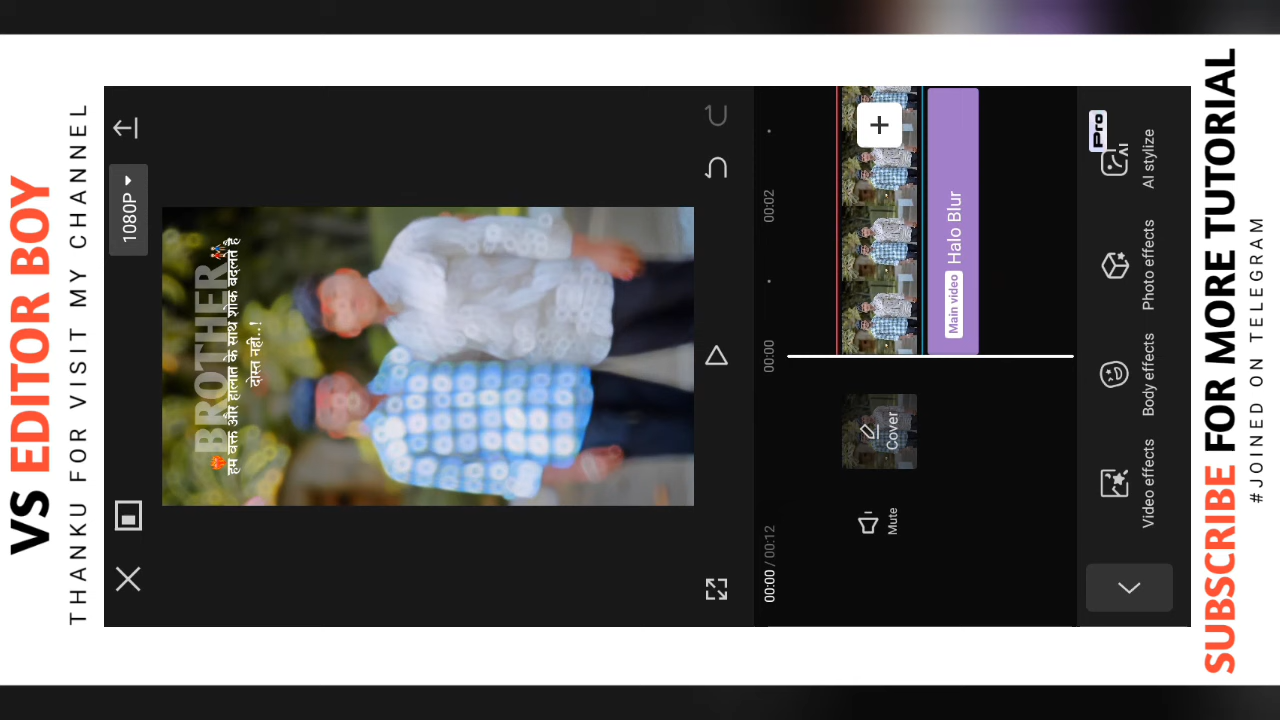 VS EDITOR BOY
THANKU FOR VISIT MY CHANNEL
1080P
BROTHER
हम वक्त और हालात के साथ शोक बदलते है
दोस्त नही..!
00:00 / 00:12
00:00
00:02
Mute
Cover
Main video
Halo Blur
Video effects
Body effects
Photo effects
AI stylize
Pro
SUBSCRIBE FOR MORE TUTORIAL
#JOINED ON TELEGRAM